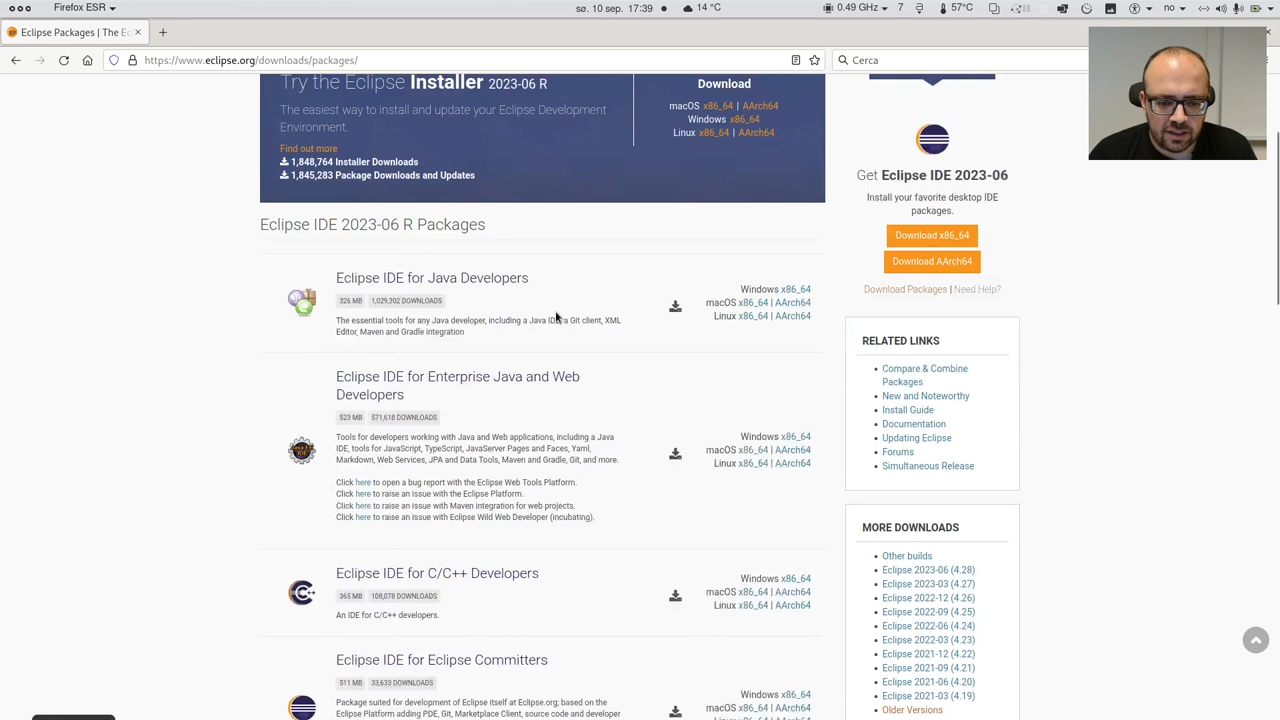 Firefox ESR
sø. 10 sep. 17:39
14 °C
0.49 GHz
7
57°C
no
Eclipse Packages | The Ec
https://www.eclipse.org/downloads/packages/
Cerca
Try the Eclipse Installer 2023-06 R
The easiest way to install and update your Eclipse Development
Environment.
Find out more
1,848,764 Installer Downloads
1,845,283 Package Downloads and Updates
Download
macOS x86_64 | AArch64
Windows x86_64
Linux x86_64 | AArch64
Eclipse IDE 2023-06 R Packages
Eclipse IDE for Java Developers
326 MB 1,029,302 DOWNLOADS
The essential tools for any Java developer, including a Java IDE, a Git client, XML
Editor, Maven and Gradle integration
Windows x86_64
macOS x86_64 | AArch64
Linux x86_64 | AArch64
Eclipse IDE for Enterprise Java and Web
Developers
523 MB 571,618 DOWNLOADS
Tools for developers working with Java and Web applications, including a Java
IDE, tools for JavaScript, TypeScript, JavaServer Pages and Faces, Yaml,
Markdown, Web Services, JPA and Data Tools, Maven and Gradle, Git, and more.
Click here to open a bug report with the Eclipse Web Tools Platform.
Click here to raise an issue with the Eclipse Platform.
Click here to raise an issue with Maven integration for web projects.
Click here to raise an issue with Eclipse Wild Web Developer (incubating).
Windows x86_64
macOS x86_64 | AArch64
Linux x86_64 | AArch64
Eclipse IDE for C/C++ Developers
365 MB 108,078 DOWNLOADS
An IDE for C/C++ developers.
Windows x86_64
macOS x86_64 | AArch64
Linux x86_64 | AArch64
Eclipse IDE for Eclipse Committers
511 MB 33,633 DOWNLOADS
Package suited for development of Eclipse itself at Eclipse.org; based on the
Eclipse Platform adding PDE, Git, Marketplace Client, source code and developer
Windows x86_64
macOS x86_64 | AArch64
Get Eclipse IDE 2023-06
Install your favorite desktop IDE
packages.
Download x86_64
Download AArch64
Download Packages | Need Help?
RELATED LINKS
Compare & Combine
Packages
New and Noteworthy
Install Guide
Documentation
Updating Eclipse
Forums
Simultaneous Release
MORE DOWNLOADS
Other builds
Eclipse 2023-06 (4.28)
Eclipse 2023-03 (4.27)
Eclipse 2022-12 (4.26)
Eclipse 2022-09 (4.25)
Eclipse 2022-06 (4.24)
Eclipse 2022-03 (4.23)
Eclipse 2021-12 (4.22)
Eclipse 2021-09 (4.21)
Eclipse 2021-06 (4.20)
Eclipse 2021-03 (4.19)
Older Versions